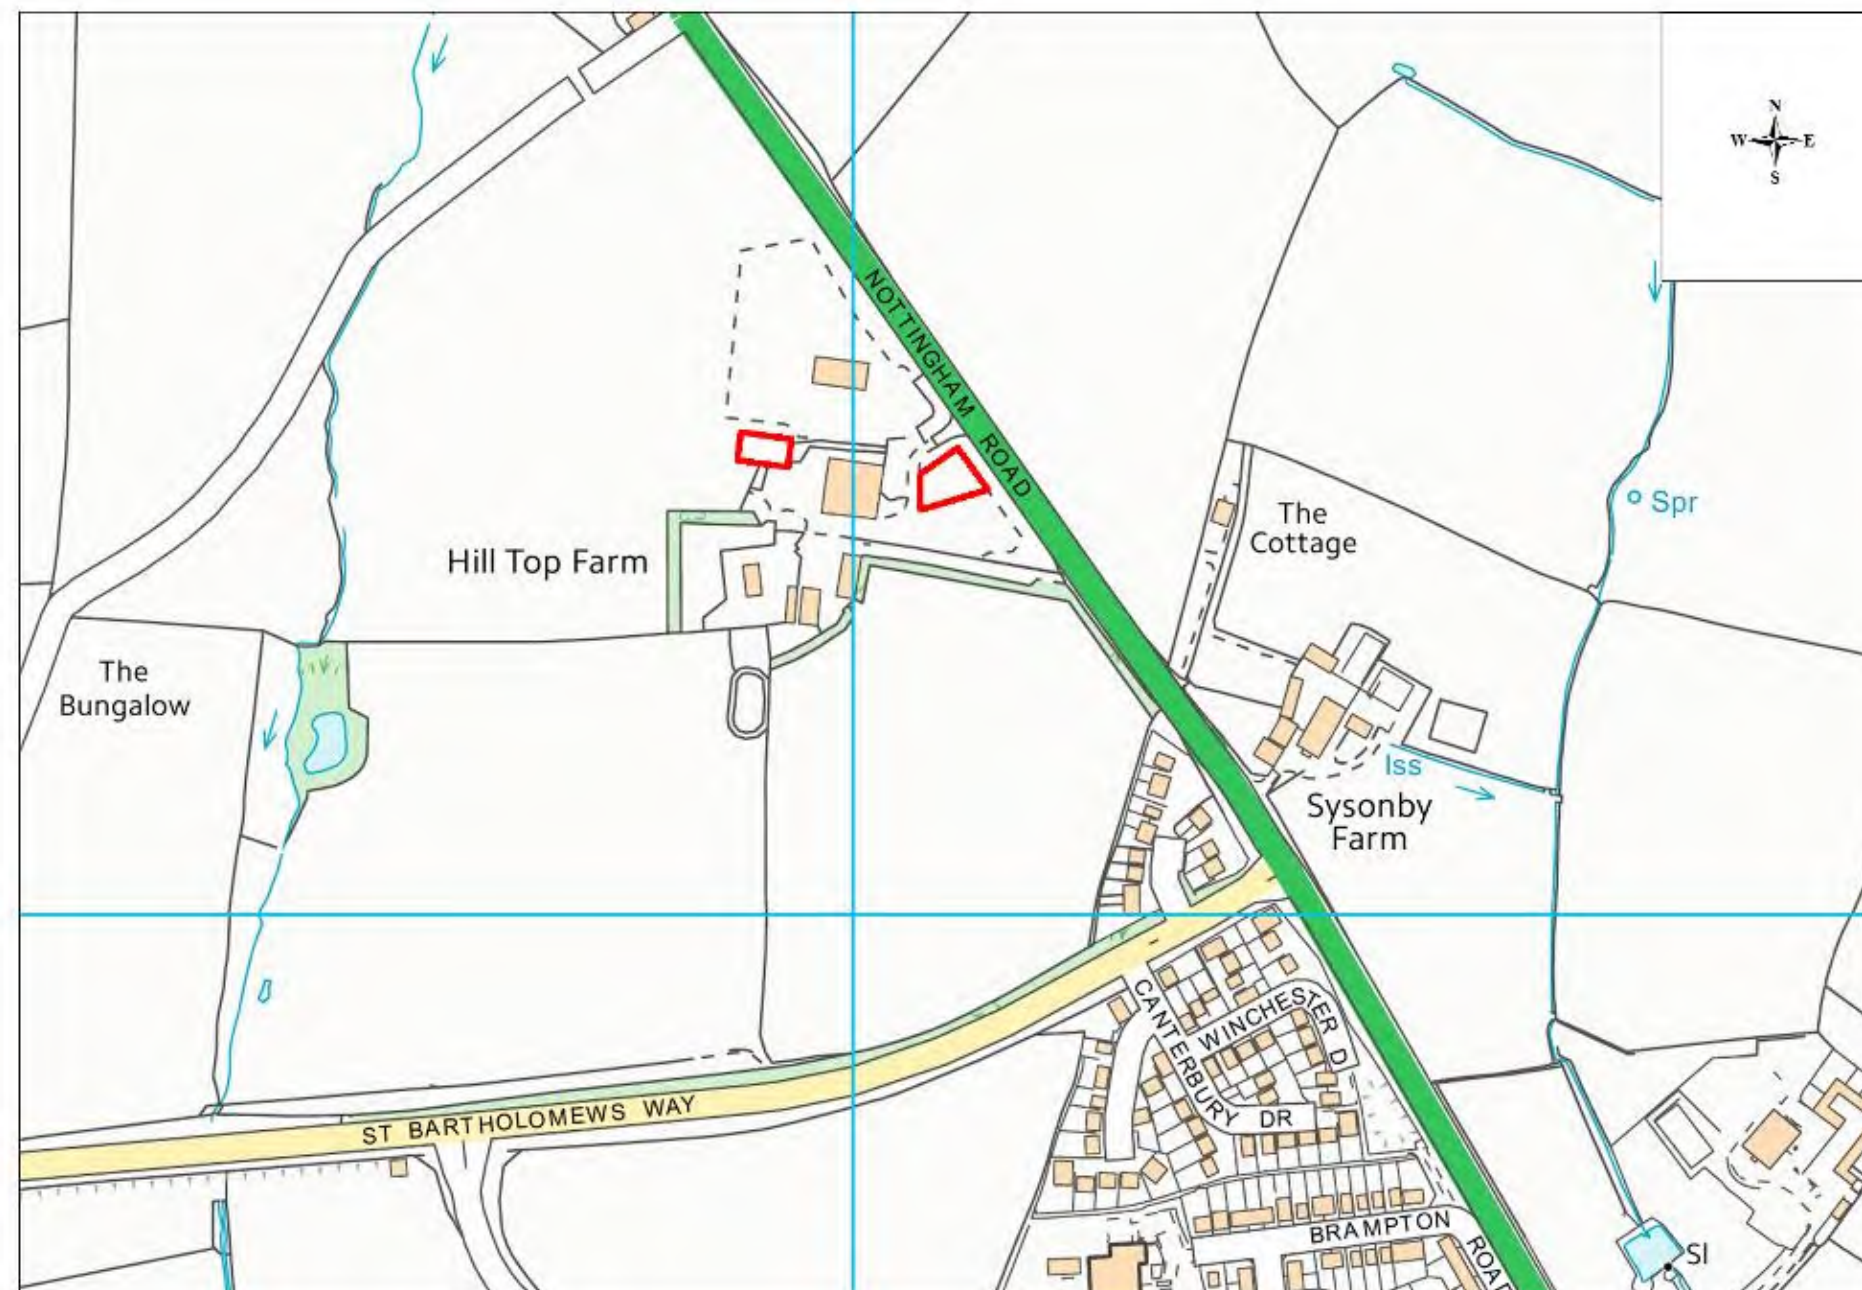 N
W E
S
NOTTINGHAM ROAD
Spr
The
Cottage
Hill Top Farm
The
Bungalow
Iss
Sysonby
Farm
CANTERBURY DR
WINCHESTER D
ST BARTHOLOMEWS WAY
BRAMPTON ROAD
SI